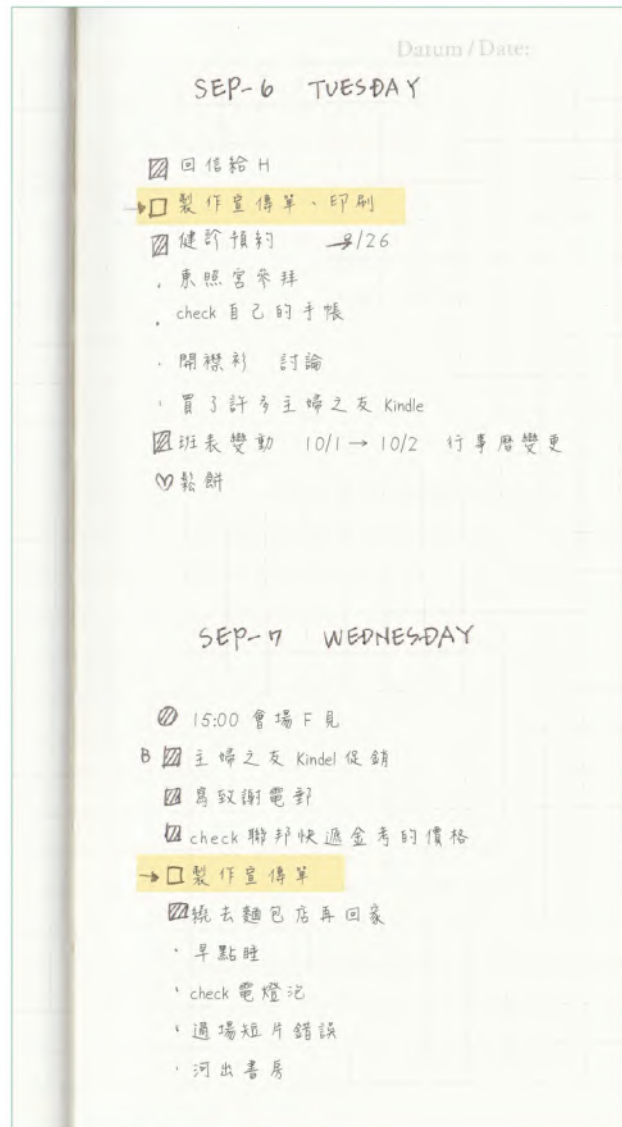 Datum / Date:
SEP-6 TUESDAY
回信給 H
製作宣傳單、印刷
健診預約 →9/26
東照宮參拜
check 自己的手帳
開襟衫 討論
買了許多主婦之友 Kindle
班表變動 10/1 → 10/2 行事曆變更
♡鬆餅
SEP-7 WEDNESDAY
15:00 會場 F 見
B 主婦之友 Kindel 促銷
寫致謝電郵
check 聯邦快遞金考的價格
→□製作宣傳單
繞去麵包店再回家
・早點睡
・check 電燈泡
・過場短片錯誤
・河出書房